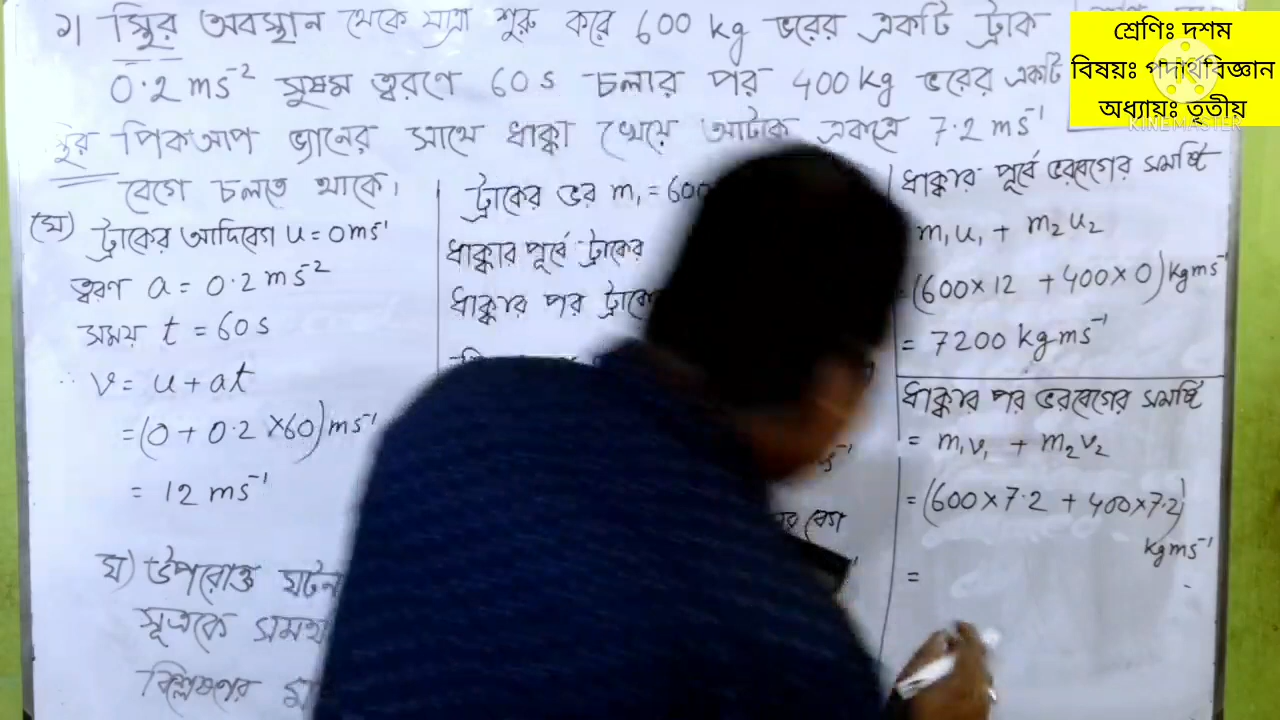 ১। স্থির অবস্থান থেকে যাত্রা শুরু করে 600 kg ভরের একটি ট্রাক
0.2 ms⁻² সুষম ত্বরণে 60 s চলার পর 400 kg ভরের একটি
স্থির পিকআপ ভ্যানের সাথে ধাক্কা খেয়ে আটকে একত্রে 7.2 ms⁻¹
বেগে চলতে থাকে।
শ্রেণিঃ দশম
বিষয়ঃ পদার্থবিজ্ঞান
অধ্যায়ঃ তৃতীয়
KINEMASTER
(ঘ) ট্রাকের আদিবেগ u = 0 ms⁻¹
ত্বরণ a = 0.2 ms⁻²
সময় t = 60 s
∴ v = u + at
= (0 + 0.2 × 60) ms⁻¹
= 12 ms⁻¹
ঘ) উপরোক্ত
সূত্রকে
বিশ্লেষণের
ট্রাকের ভর m₁ = 600
ধাক্কার পূর্বে ট্রাকের
ধাক্কার পর
বেগ
ধাক্কার পূর্বে ভরবেগের সমষ্টি
m₁u₁ + m₂u₂
(600 × 12 + 400 × 0) kgms⁻¹
= 7200 kgms⁻¹
ধাক্কার পর ভরবেগের সমষ্টি
= m₁v₁ + m₂v₂
= (600 × 7.2 + 400 × 7.2)
kgms⁻¹
=